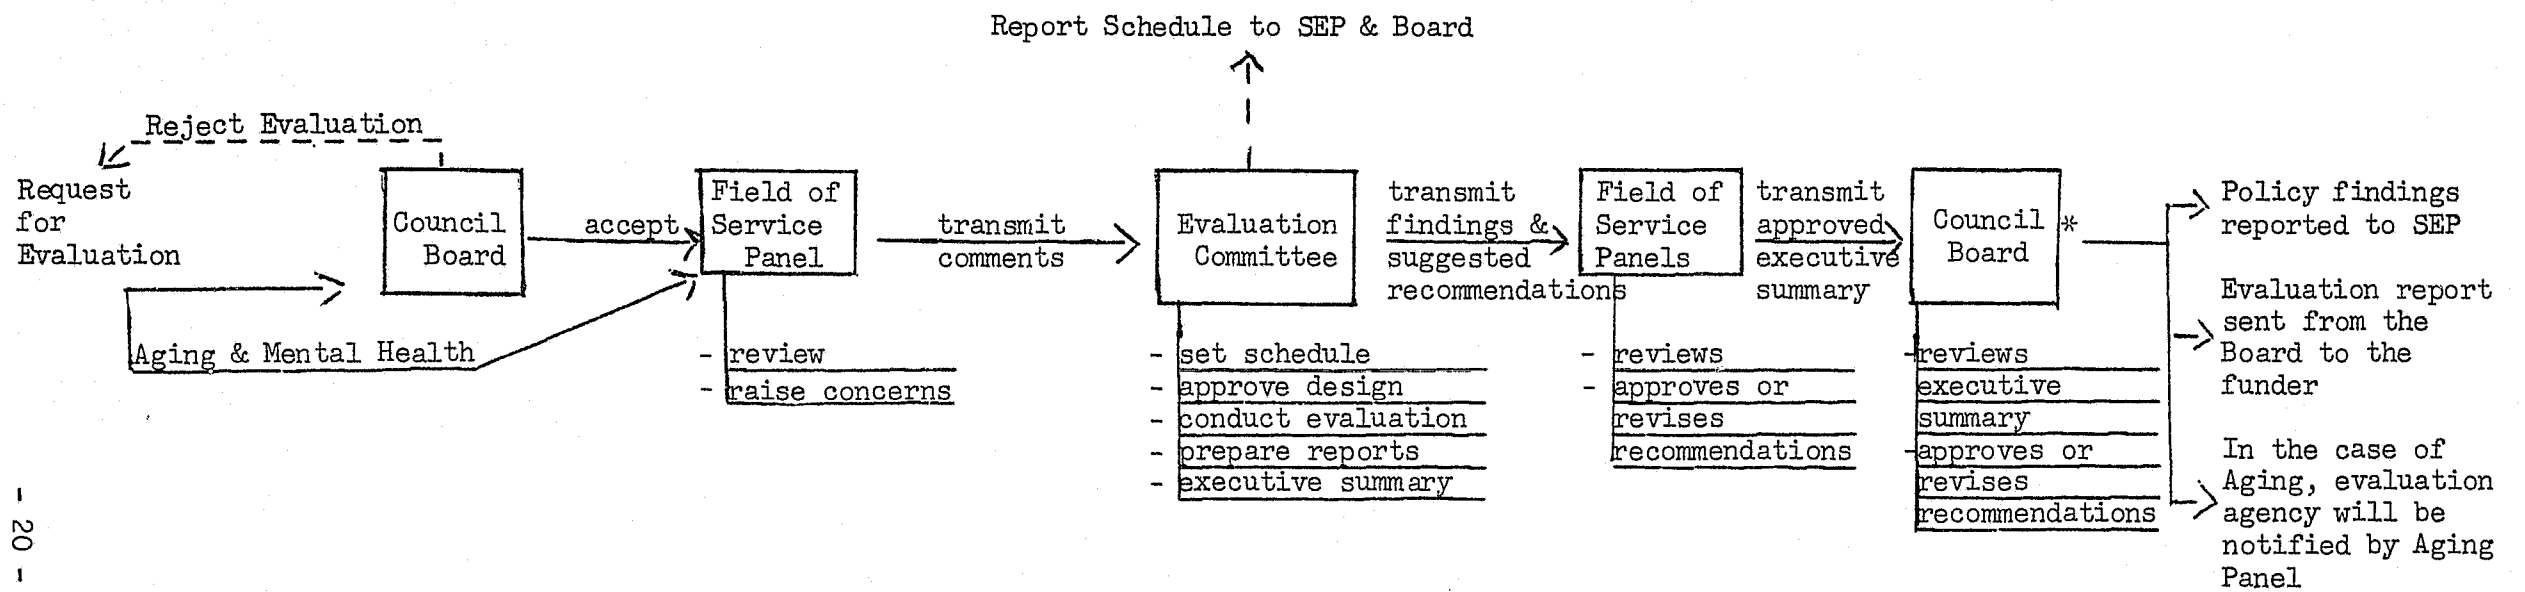 Report Schedule to SEP & Board
Reject Evaluation
Request
for
Evaluation
Aging & Mental Health
Council
Board
accept
Field of
Service
Panel
- review
- raise concerns
transmit
comments
Evaluation
Committee
- set schedule
- approve design
- conduct evaluation
- prepare reports
- executive summary
transmit
findings &
suggested
recommendations
Field of
Service
Panels
- reviews
- approves or
revises
recommendations
transmit
approved
executive
summary
Council
Board
*
- reviews
executive
summary
- approves or
revises
recommendations
Policy findings
reported to SEP
Evaluation report
sent from the
Board to the
funder
In the case of
Aging, evaluation
agency will be
notified by Aging
Panel
- 20 -